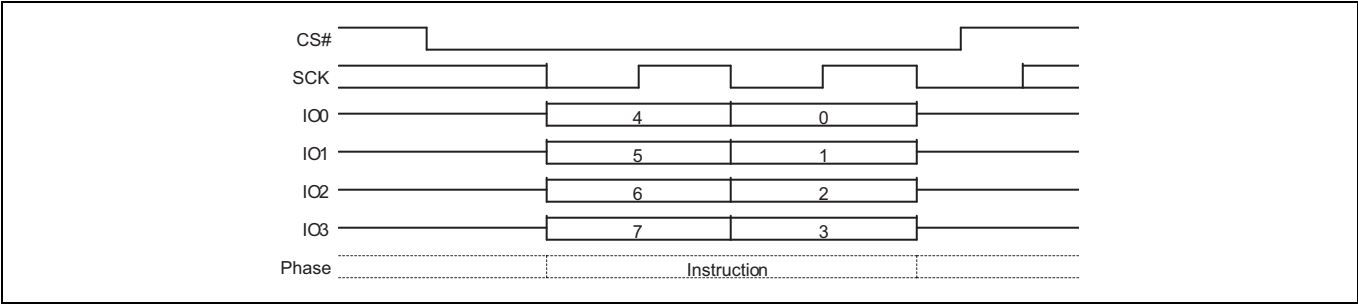 CS#
SCK
IO0 4 0
IO1 5 1
IO2 6 2
IO3 7 3
Phase Instruction